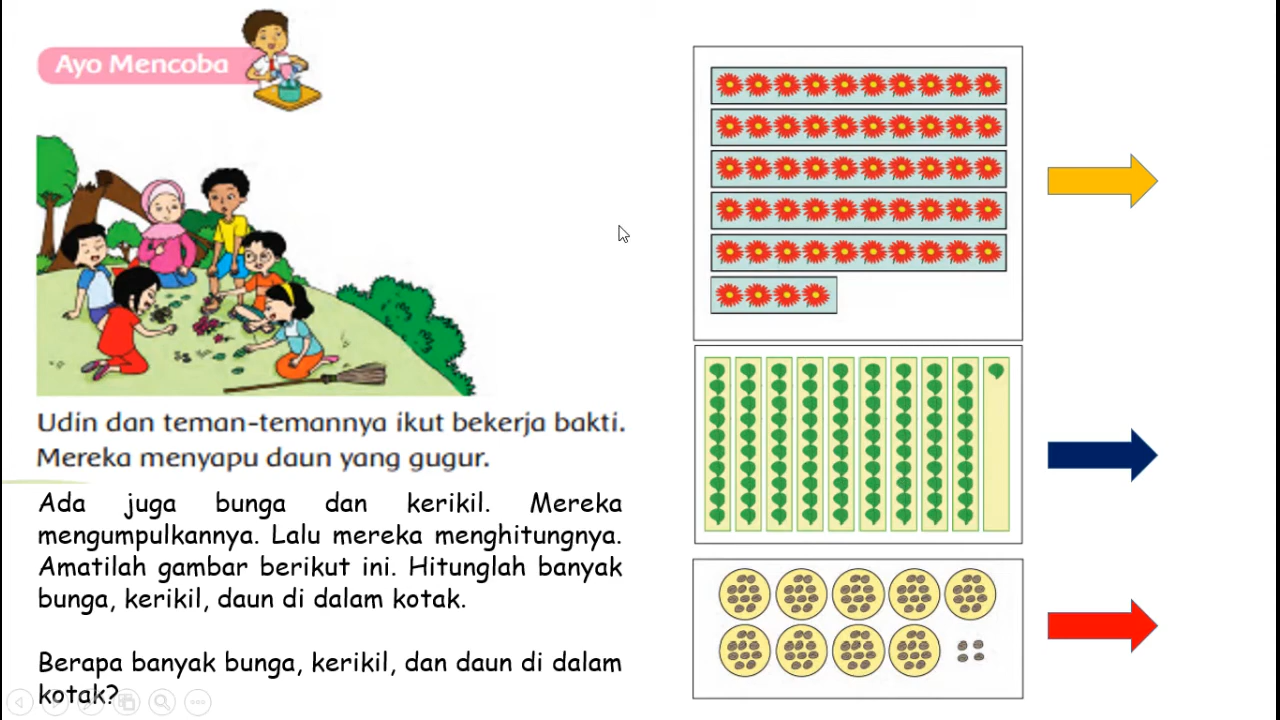 Ayo Mencoba
Udin dan teman-temannya ikut bekerja bakti.
Mereka menyapu daun yang gugur.
Ada juga bunga dan kerikil. Mereka
mengumpulkannya. Lalu mereka menghitungnya.
Amatilah gambar berikut ini. Hitunglah banyak
bunga, kerikil, daun di dalam kotak.
Berapa banyak bunga, kerikil, dan daun di dalam
kotak?